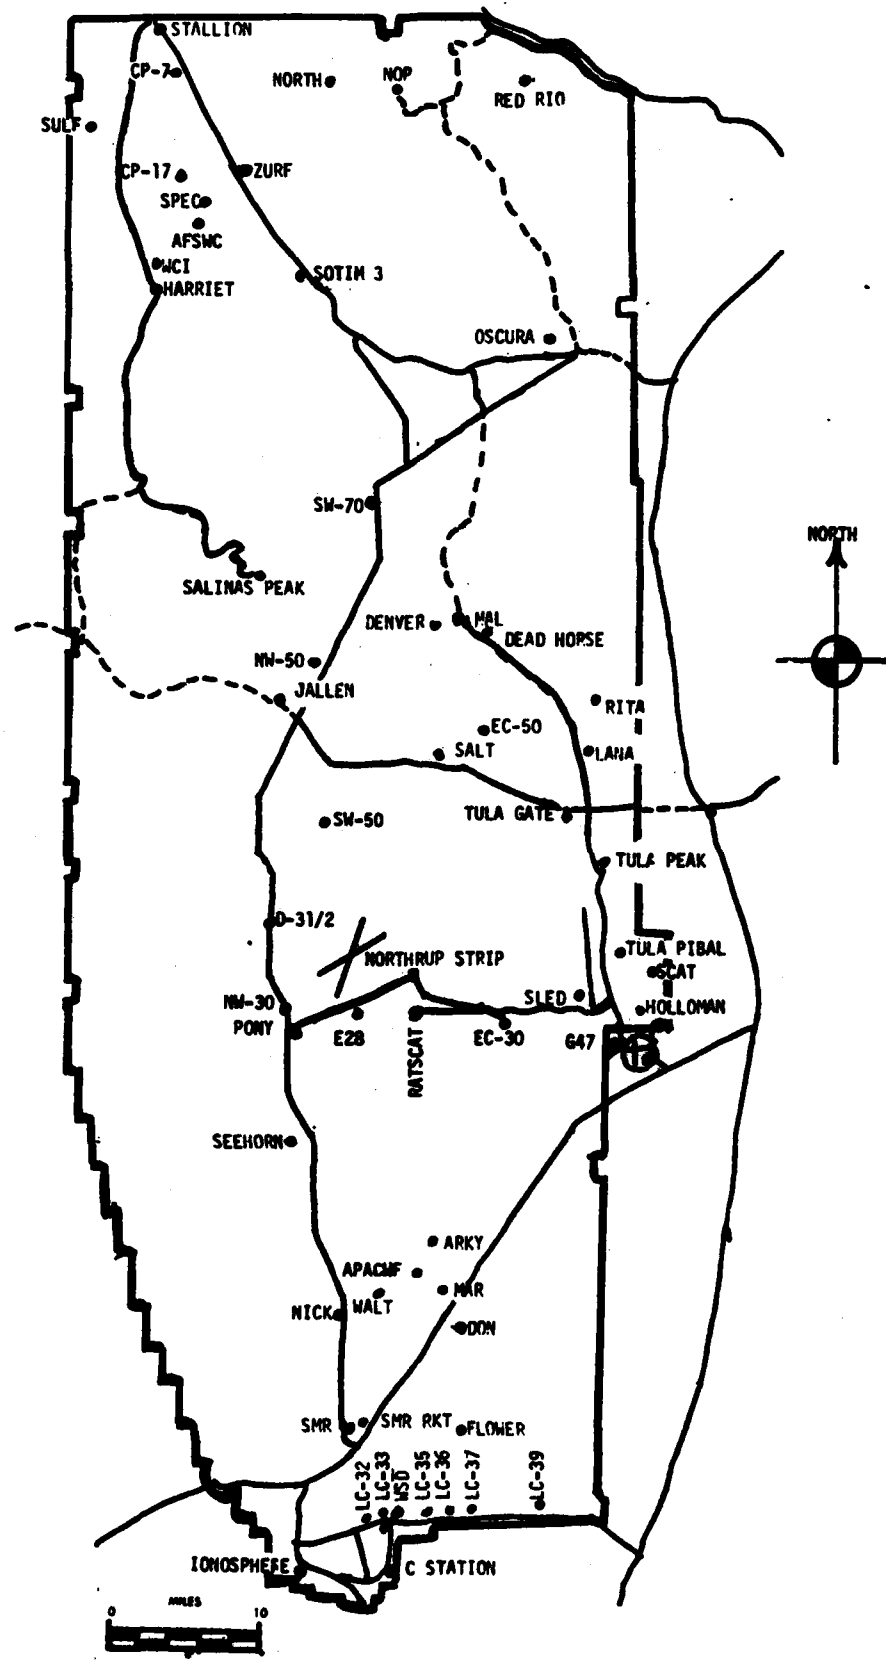 STALLION
CP-7
NORTH
NOP
RED RIO
SULF
CP-17
ZURF
SPEC
AFSWC
WCI
SOTIM 3
HARRIET
OSCURA
SW-70
NORTH
SALINAS PEAK
DENVER
MAL
DEAD HORSE
NW-50
JALLEN
RITA
EC-50
SALT
LANA
TULA GATE
SW-50
TULA PEAK
D-31/2
NORTHRUP STRIP
TULA PIBAL
SCAT
SLED
NW-30
HOLLOMAN
PONY
E28
RATSCAT
EC-30
G47
SEEHORN
ARKY
APACHE
MAR
WALT
NICK
DON
SMR
SMR RKT
FLOWER
LC-32
LC-33
WSD
LC-35
LC-36
LC-37
LC-39
IONOSPHERE
C STATION
0 MILES 10